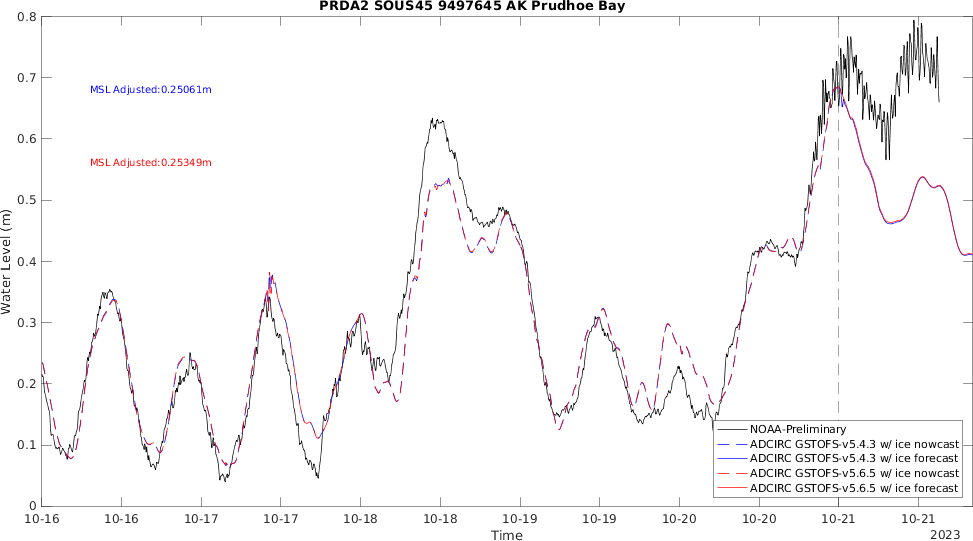 PRDA2 SOUS45 9497645 AK Prudhoe Bay
0.8
0.7
0.6
0.5
0.4
0.3
0.2
0.1
0
Water Level (m)
MSL Adjusted:0.25061m
MSL Adjusted:0.25349m
NOAA-Preliminary
ADCIRC GSTOFS-v5.4.3 w/ ice nowcast
ADCIRC GSTOFS-v5.4.3 w/ ice forecast
ADCIRC GSTOFS-v5.6.5 w/ ice nowcast
ADCIRC GSTOFS-v5.6.5 w/ ice forecast
10-16 10-16 10-17 10-17 10-18 10-18 10-19 10-19 10-20 10-20 10-21 10-21
2023
Time